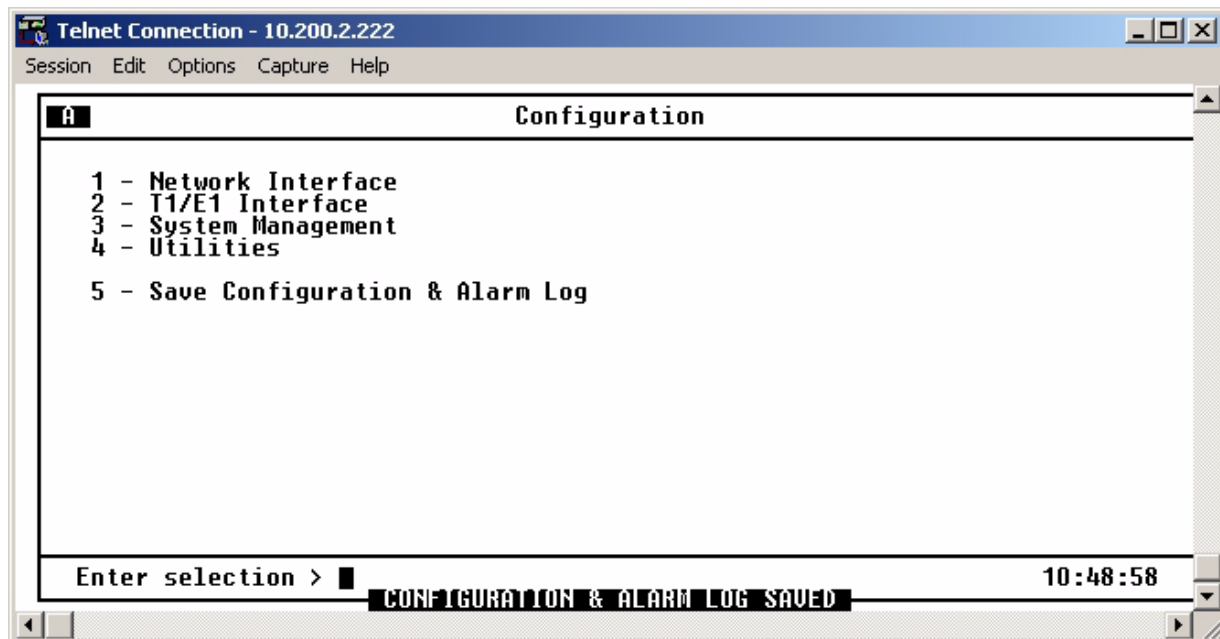 Telnet Connection - 10.200.2.222
Session Edit Options Capture Help
A Configuration
1 - Network Interface
2 - T1/E1 Interface
3 - System Management
4 - Utilities
5 - Save Configuration & Alarm Log
Enter selection > 10:48:58
CONFIGURATION & ALARM LOG SAVED